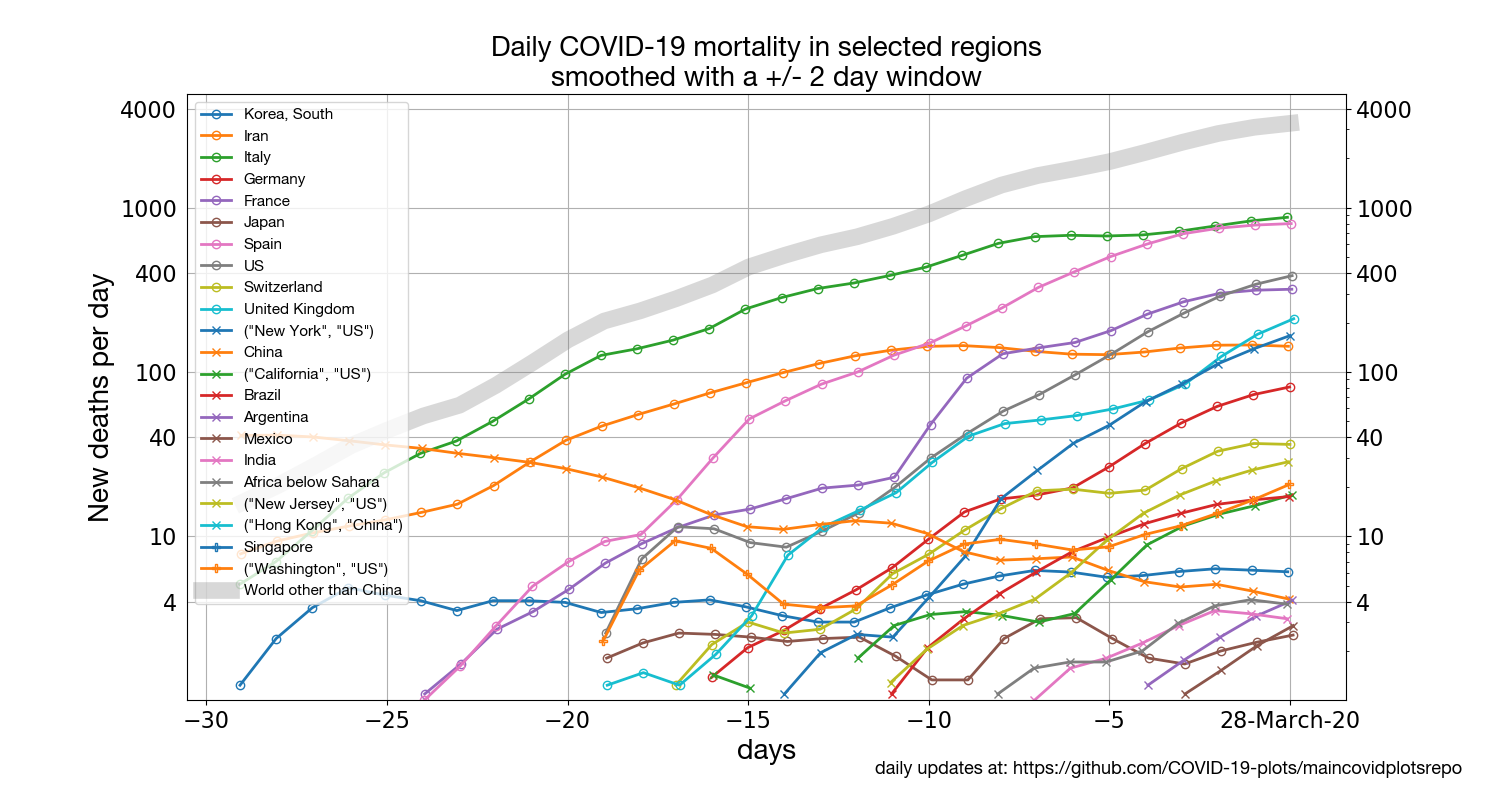 Daily COVID-19 mortality in selected regions
smoothed with a +/- 2 day window
New deaths per day
4000
1000
400
100
40
10
4
Korea, South
Iran
Italy
Germany
France
Japan
Spain
US
Switzerland
United Kingdom
("New York", "US")
China
("California", "US")
Brazil
Argentina
Mexico
India
Africa below Sahara
("New Jersey", "US")
("Hong Kong", "China")
Singapore
("Washington", "US")
World other than China
4000
1000
400
100
40
10
4
−30
−25
−20
−15
−10
−5
28-March-20
days
daily updates at: https://github.com/COVID-19-plots/maincovidplotsrepo